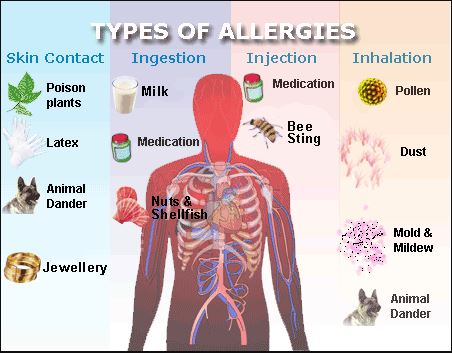 TYPES OF ALLERGIES
Skin Contact
Poison
plants
Latex
Animal
Dander
Jewellery
Ingestion
Milk
Medication
Nuts &
Shellfish
Injection
Medication
Bee
Sting
Inhalation
Pollen
Dust
Mold &
Mildew
Animal
Dander